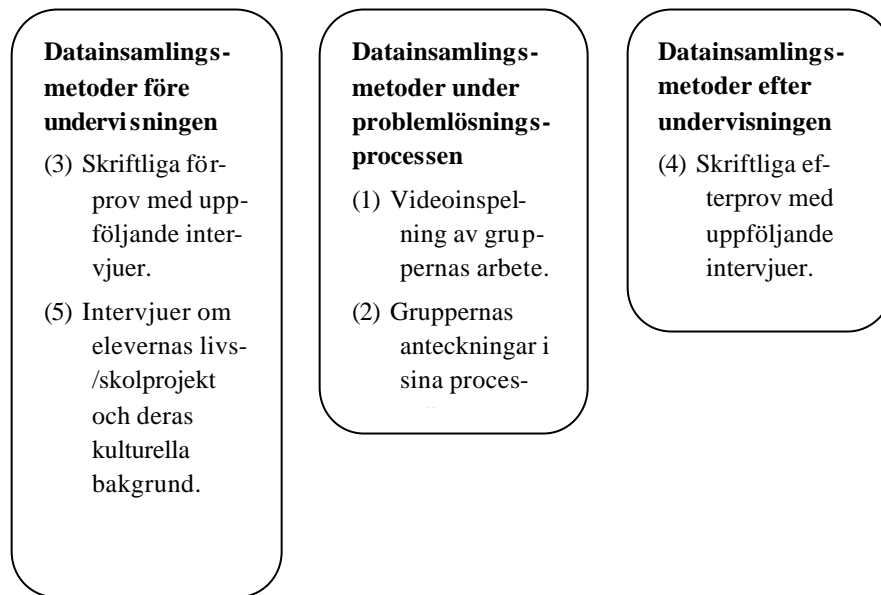 Datainsamlings-
metoder före
undervisningen
(3) Skriftliga för-
prov med upp-
följande inter-
vjuer.
(5) Intervjuer om
elevernas livs-
/skolprojekt
och deras
kulturella
bakgrund.
Datainsamlings-
metoder under
problemlösnings-
processen
(1) Videoinspel-
ning av grup-
pernas arbete.
(2) Gruppernas
anteckningar i
sina proces-
Datainsamlings-
metoder efter
undervisningen
(4) Skriftliga ef-
terprov med
uppföljande
intervjuer.